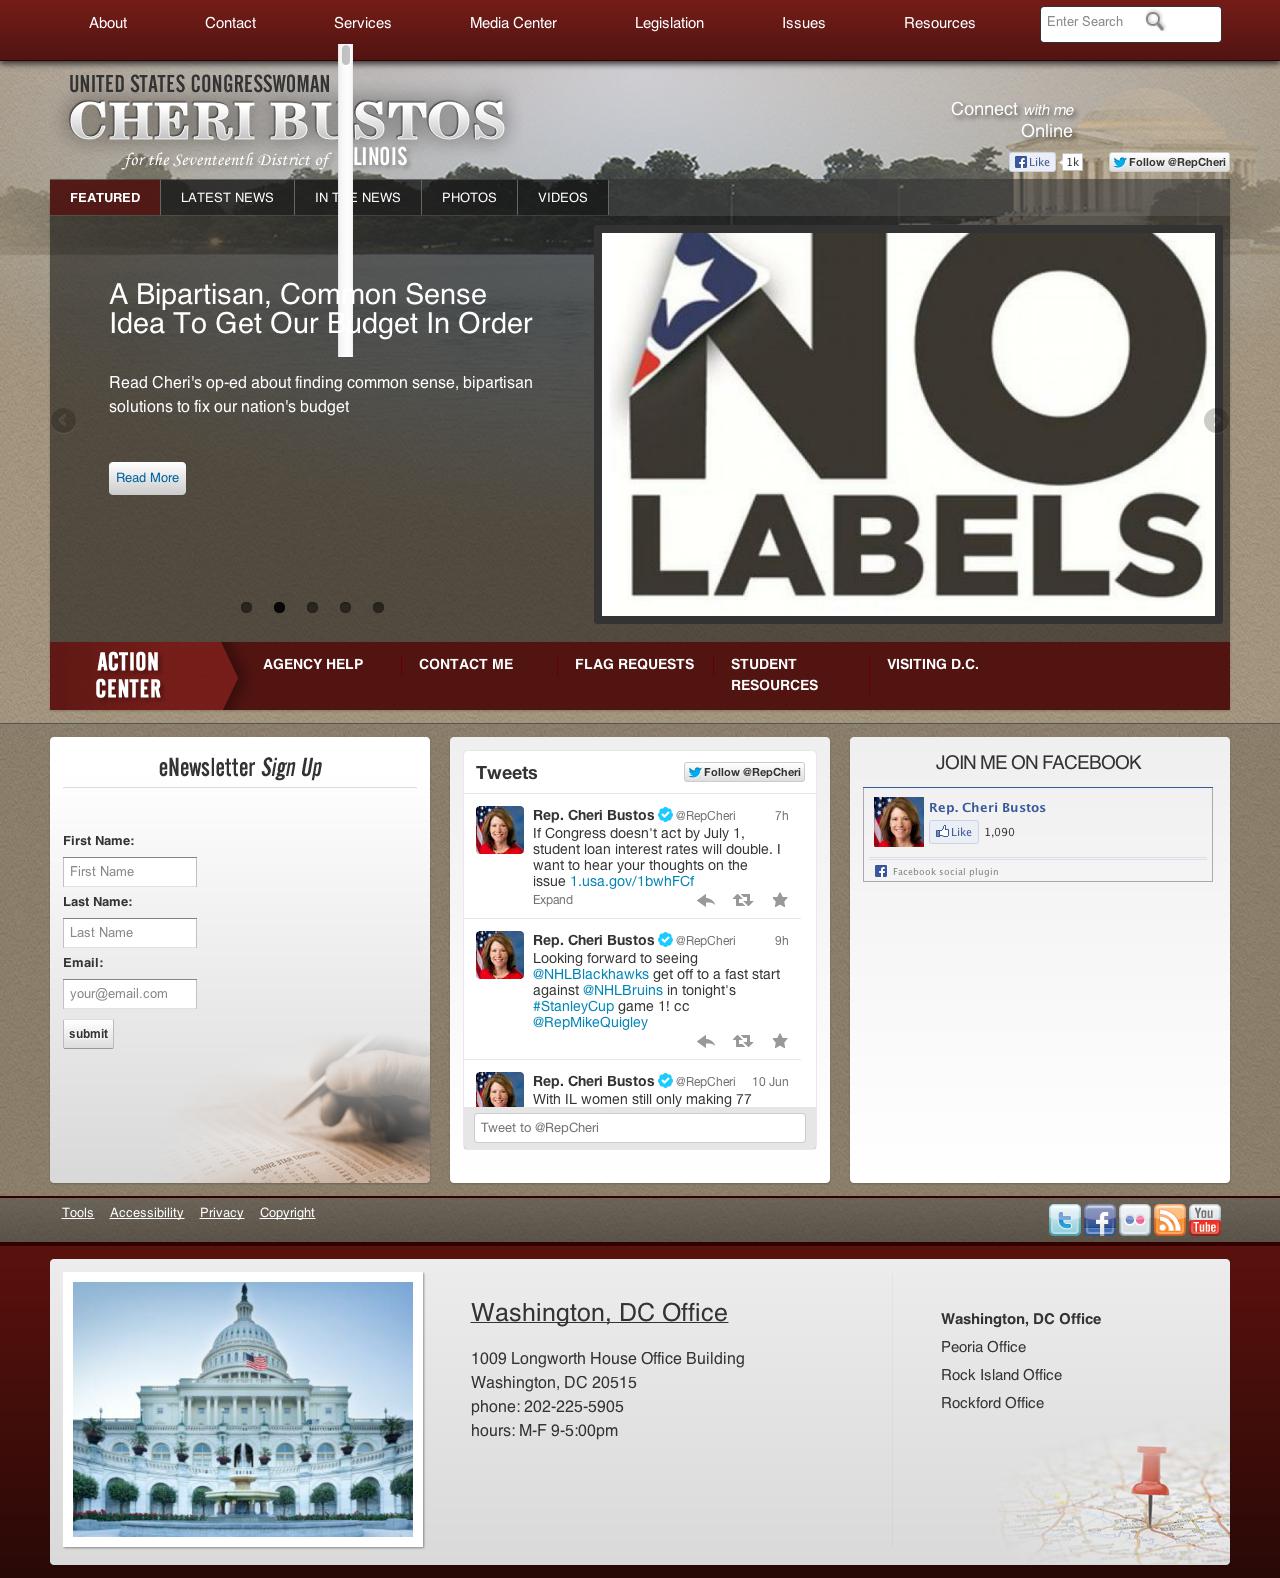 About
Contact
Services
Media Center
Legislation
Issues
Resources
Enter Search
UNITED STATES CONGRESSWOMAN
CHERI BUSTOS
for the Seventeenth District of LLINOIS
Connect with me
Online
Like
1k
Follow @RepCheri
FEATURED
LATEST NEWS
IN T E NEWS
PHOTOS
VIDEOS
A Bipartisan, Common Sense
Idea To Get Our Budget In Order
Read Cheri's op-ed about finding common sense, bipartisan
solutions to fix our nation's budget
Read More
NO
LABELS
ACTION
CENTER
AGENCY HELP
CONTACT ME
FLAG REQUESTS
STUDENT
RESOURCES
VISITING D.C.
eNewsletter Sign Up
First Name:
First Name
Last Name:
Last Name
Email:
your@email.com
submit
Tweets
Follow @RepCheri
Rep. Cheri Bustos @RepCheri 7h
If Congress doesn't act by July 1,
student loan interest rates will double. I
want to hear your thoughts on the
issue 1.usa.gov/1bwhFCf
Expand
Rep. Cheri Bustos @RepCheri 9h
Looking forward to seeing
@NHLBlackhawks get off to a fast start
against @NHLBruins in tonight's
#StanleyCup game 1! cc
@RepMikeQuigley
Rep. Cheri Bustos @RepCheri 10 Jun
With IL women still only making 77
Tweet to @RepCheri
JOIN ME ON FACEBOOK
Rep. Cheri Bustos
Like 1,090
Facebook social plugin
Tools
Accessibility
Privacy
Copyright
You
Tube
Washington, DC Office
1009 Longworth House Office Building
Washington, DC 20515
phone: 202-225-5905
hours: M-F 9-5:00pm
Washington, DC Office
Peoria Office
Rock Island Office
Rockford Office